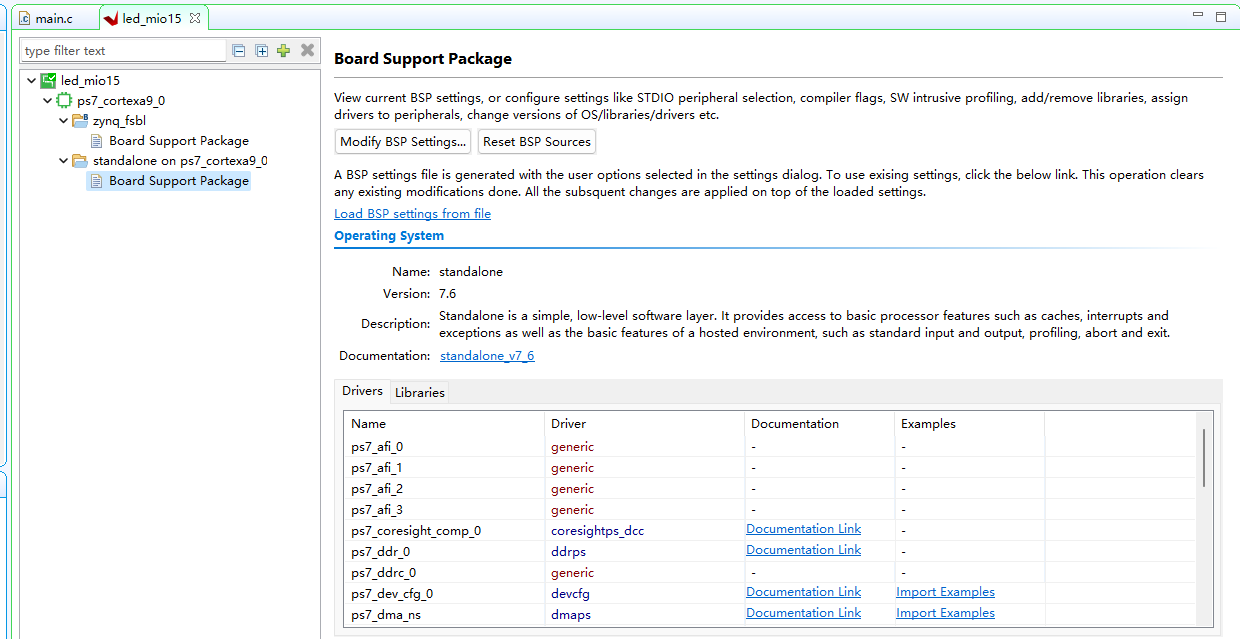 main.c
led_mio15
type filter text
led_mio15
ps7_cortexa9_0
zynq_fsbl
Board Support Package
standalone on ps7_cortexa9_0
Board Support Package
Board Support Package
View current BSP settings, or configure settings like STDIO peripheral selection, compiler flags, SW intrusive profiling, add/remove libraries, assign
drivers to peripherals, change versions of OS/libraries/drivers etc.
Modify BSP Settings... Reset BSP Sources
A BSP settings file is generated with the user options selected in the settings dialog. To use exising settings, click the below link. This operation clears
any existing modifications done. All the subsquent changes are applied on top of the loaded settings.
Load BSP settings from file
Operating System
Name: standalone
Version: 7.6
Description: Standalone is a simple, low-level software layer. It provides access to basic processor features such as caches, interrupts and
exceptions as well as the basic features of a hosted environment, such as standard input and output, profiling, abort and exit.
Documentation: standalone_v7_6
Drivers Libraries
Name Driver Documentation Examples
ps7_afi_0 generic - -
ps7_afi_1 generic - -
ps7_afi_2 generic - -
ps7_afi_3 generic - -
ps7_coresight_comp_0 coresightps_dcc Documentation Link -
ps7_ddr_0 ddrps Documentation Link -
ps7_ddrc_0 generic - -
ps7_dev_cfg_0 devcfg Documentation Link Import Examples
ps7_dma_ns dmaps Documentation Link Import Examples